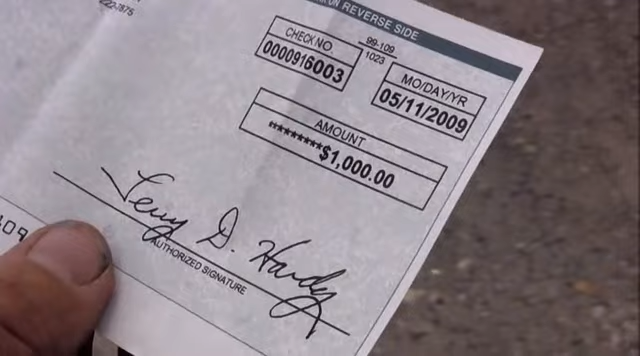 ON REVERSE SIDE
CHECK NO.
0000916003
99-109
1023
MO/DAY/YR
05/11/2009
AMOUNT
*********$1,000.00
Terry D. Hardy
AUTHORIZED SIGNATURE